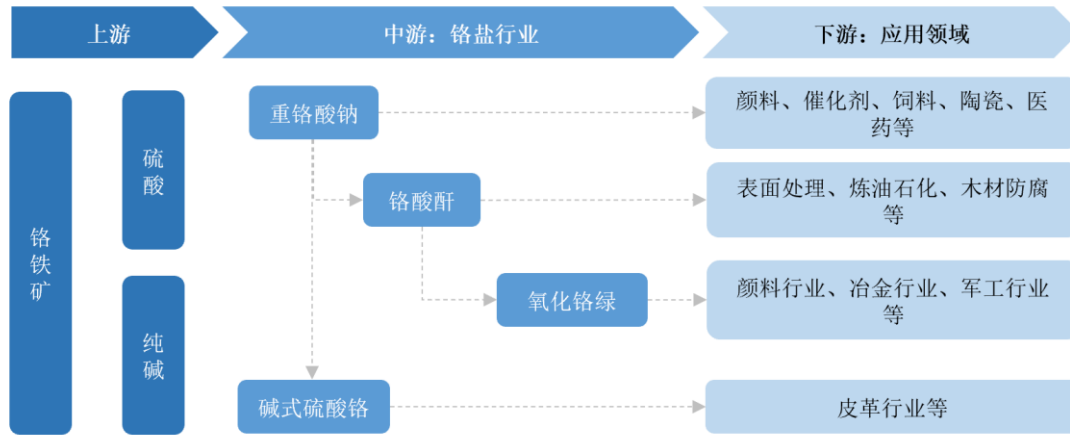 上游
中游：铬盐行业
下游：应用领域
铬铁矿
硫酸
纯碱
重铬酸钠
颜料、催化剂、饲料、陶瓷、医
药等
铬酸酐
表面处理、炼油石化、木材防腐
等
氧化铬绿
颜料行业、冶金行业、军工行业
等
碱式硫酸铬
皮革行业等